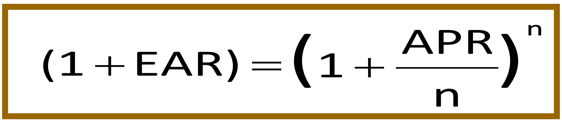 (1 + EAR) = (1 + APR/n)^n